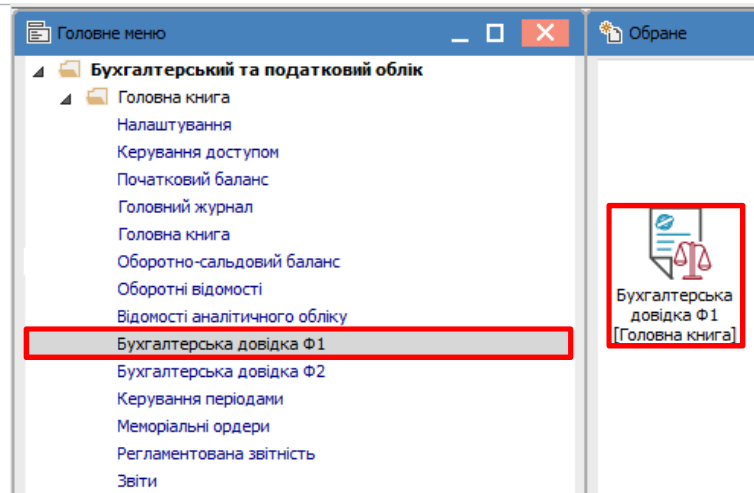 Головне меню
Бухгалтерський та податковий облік
Головна книга
Налаштування
Керування доступом
Початковий баланс
Головний журнал
Головна книга
Оборотно-сальдовий баланс
Оборотні відомості
Відомості аналітичного обліку
Бухгалтерська довідка Ф1
Бухгалтерська довідка Ф2
Керування періодами
Меморіальні ордери
Регламентована звітність
Звіти
Обране
Бухгалтерська
довідка Ф1
[Головна книга]